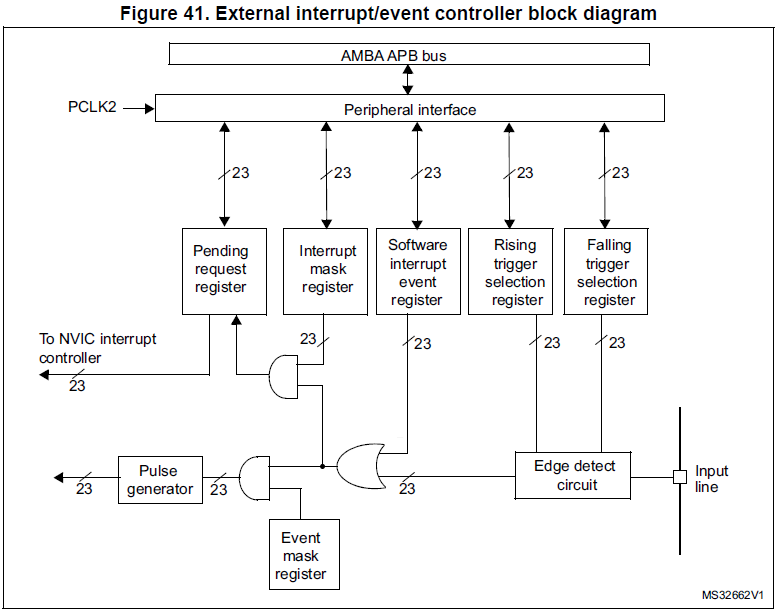 Figure 41. External interrupt/event controller block diagram
AMBA APB bus
PCLK2
Peripheral interface
23
23
23
23
23
Pending
request
register
Interrupt
mask
register
Software
interrupt
event
register
Rising
trigger
selection
register
Falling
trigger
selection
register
To NVIC interrupt
controller
23
23
23
23
23
Pulse
generator
23
23
23
Edge detect
circuit
Input
line
Event
mask
register
MS32662V1